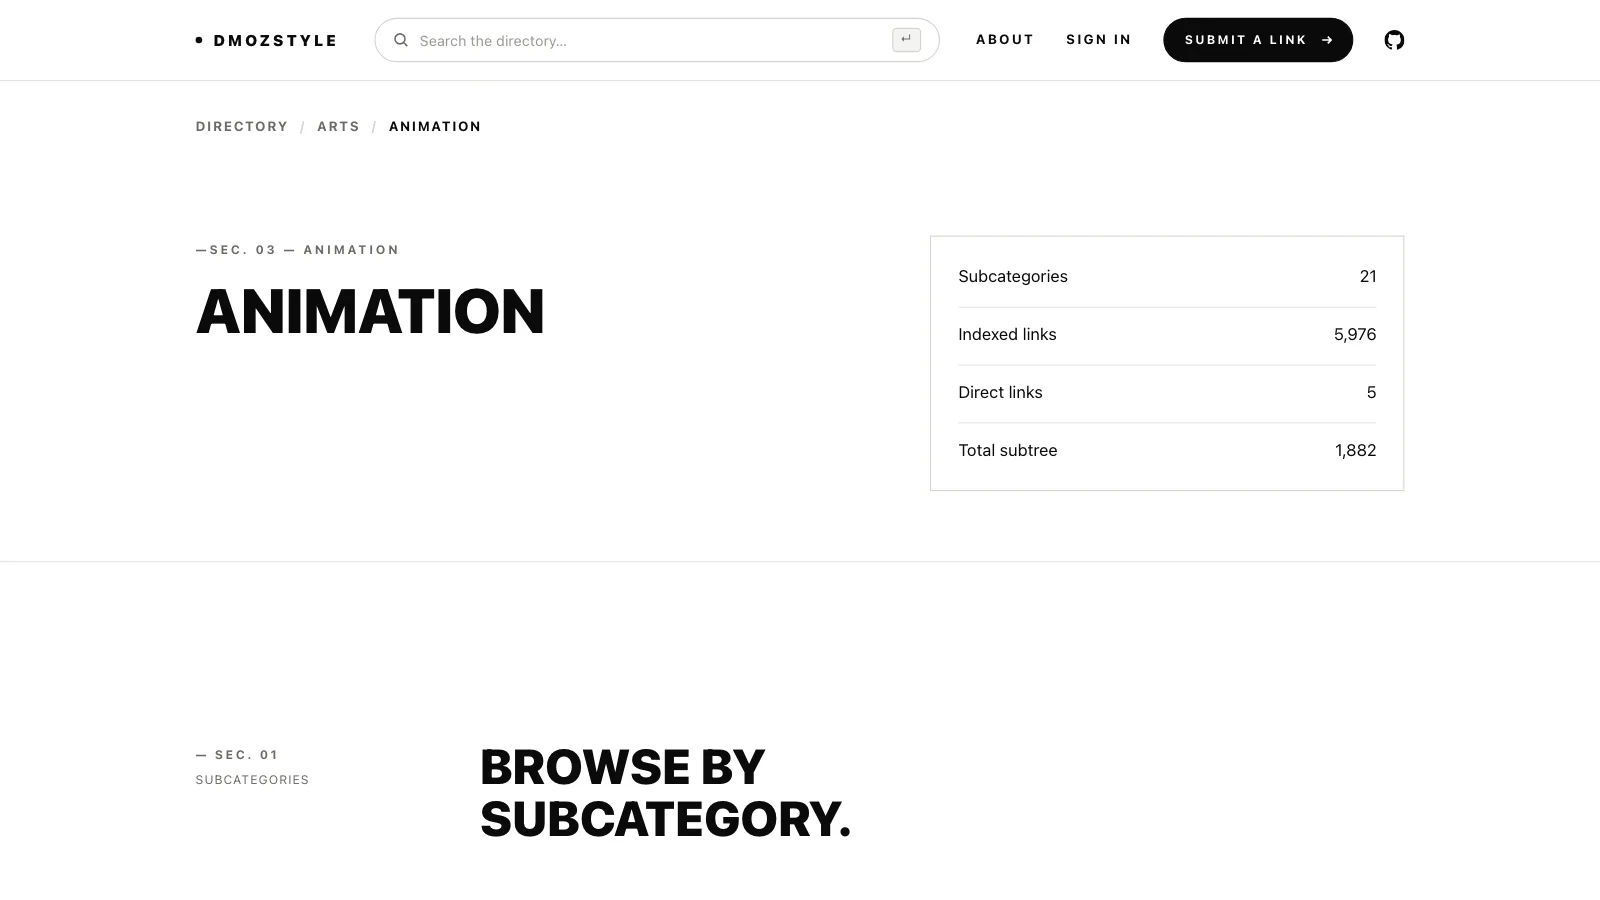 DMOZSTYLE
Search the directory...
ABOUT
SIGN IN
SUBMIT A LINK →
DIRECTORY / ARTS / ANIMATION
—SEC. 03 — ANIMATION
ANIMATION
Subcategories 21
Indexed links 5,976
Direct links 5
Total subtree 1,882
— SEC. 01
SUBCATEGORIES
BROWSE BY
SUBCATEGORY.